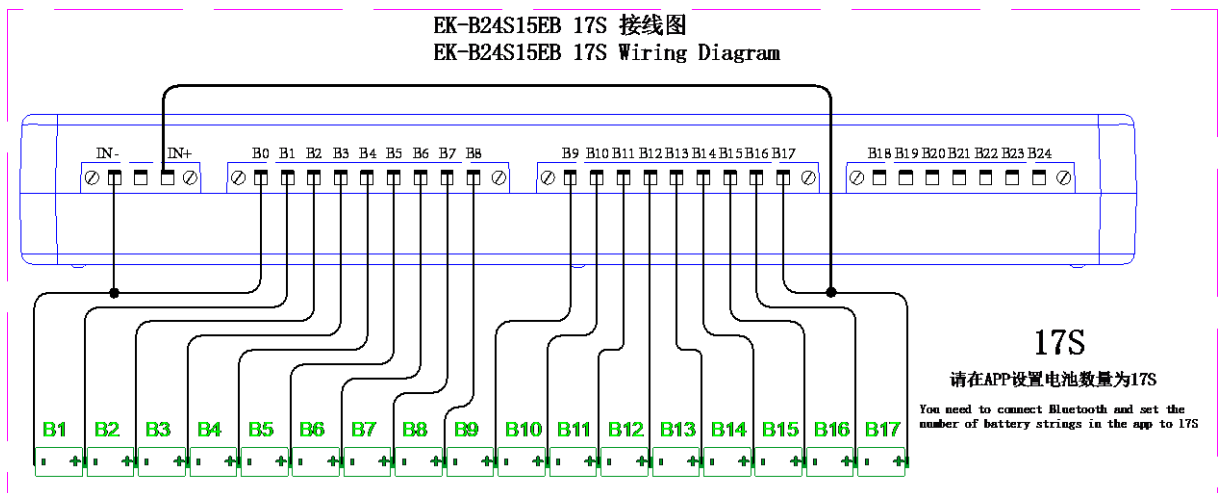 EK-B24S15EB 17S 接线图
EK-B24S15EB 17S Wiring Diagram
IN- IN+ B0 B1 B2 B3 B4 B5 B6 B7 B8 B9 B10 B11 B12 B13 B14 B15 B16 B17 B18 B19 B20 B21 B22 B23 B24
17S
请在APP设置电池数量为17S
You need to connect Bluetooth and set the
number of battery strings in the app to 17S
B1 B2 B3 B4 B5 B6 B7 B8 B9 B10 B11 B12 B13 B14 B15 B16 B17
- + - + - + - + - + - + - + - + - + - + - + - + - + - + - + - + - +